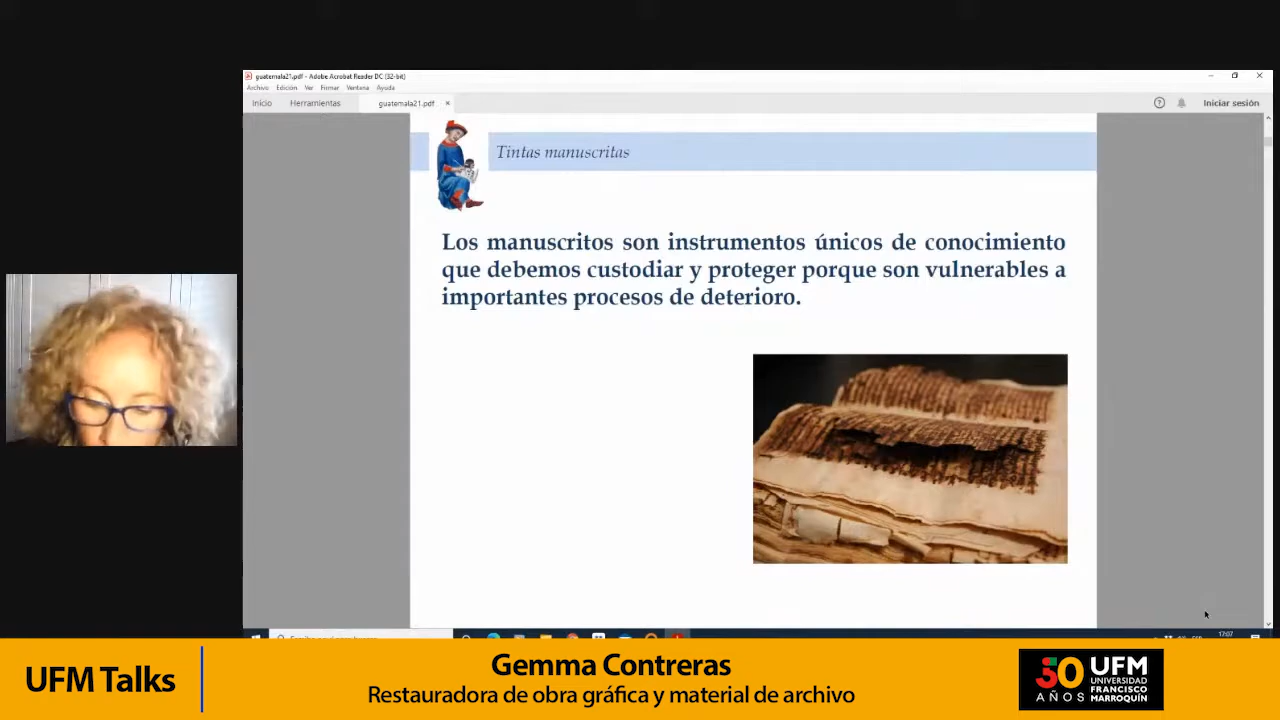 guatemala21.pdf - Adobe Acrobat Reader DC (32-bit)
Archivo Edición Ver Firmar Ventana Ayuda
Inicio Herramientas guatemala21.pdf × Iniciar sesión
Tintas manuscritas
Los manuscritos son instrumentos únicos de conocimiento
que debemos custodiar y proteger porque son vulnerables a
importantes procesos de deterioro.
17:07
UFM Talks
Gemma Contreras
Restauradora de obra gráfica y material de archivo
50 AÑOS
UFM
UNIVERSIDAD
FRANCISCO
MARROQUÍN